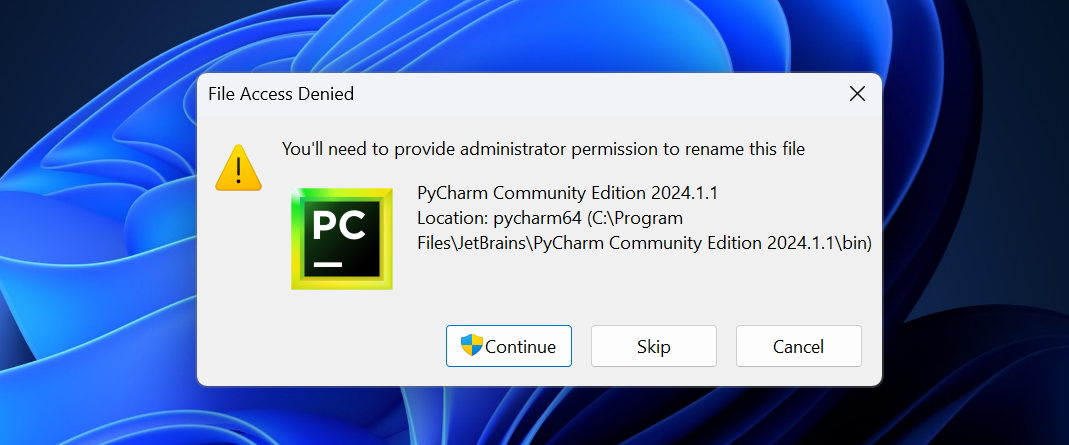 File Access Denied
You'll need to provide administrator permission to rename this file
PC
PyCharm Community Edition 2024.1.1
Location: pycharm64 (C:\Program
Files\JetBrains\PyCharm Community Edition 2024.1.1\bin)
Continue Skip Cancel